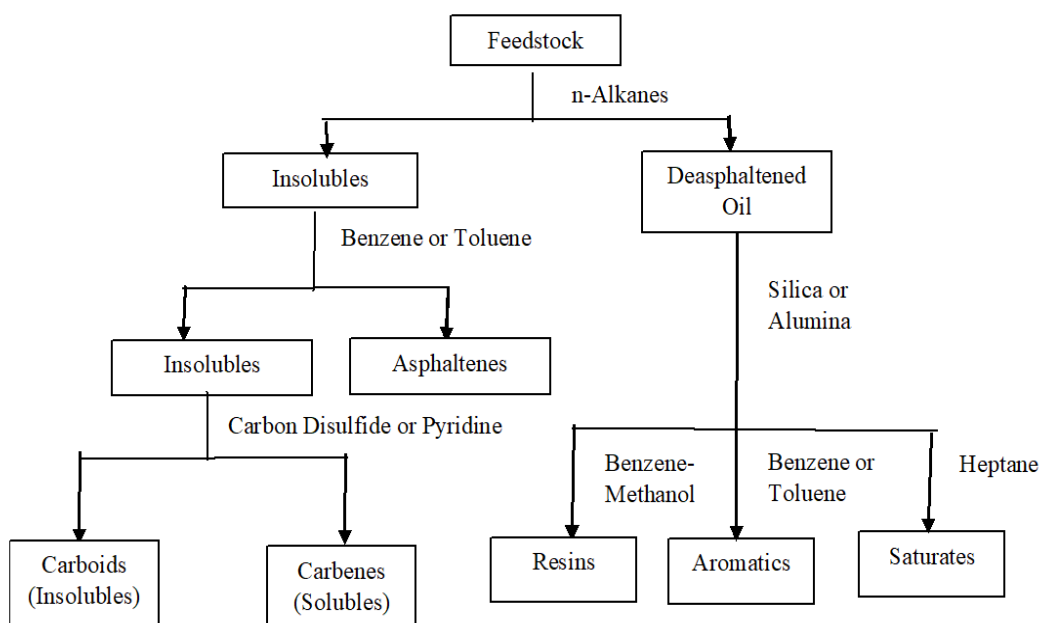 Feedstock
n-Alkanes
Insolubles
Deasphaltened
Oil
Benzene or Toluene
Silica or
Alumina
Insolubles
Asphaltenes
Carbon Disulfide or Pyridine
Benzene-
Methanol
Benzene or
Toluene
Heptane
Carboids
(Insolubles)
Carbenes
(Solubles)
Resins
Aromatics
Saturates